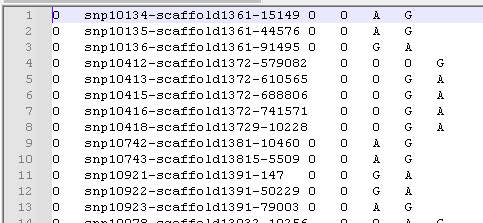 1 0 snp10134-scaffold1361-15149 0 0 A G
2 0 snp10135-scaffold1361-44576 0 0 A G
3 0 snp10136-scaffold1361-91495 0 0 G A
4 0 snp10412-scaffold1372-579082 0 0 0 G
5 0 snp10413-scaffold1372-610565 0 0 G A
6 0 snp10415-scaffold1372-688806 0 0 G A
7 0 snp10416-scaffold1372-741571 0 0 G A
8 0 snp10418-scaffold13729-10228 0 0 G A
9 0 snp10742-scaffold1381-10460 0 0 A G
10 0 snp10743-scaffold13815-5509 0 0 A G
11 0 snp10921-scaffold1391-147 0 0 G A
12 0 snp10922-scaffold1391-50229 0 0 G A
13 0 snp10923-scaffold1391-79003 0 0 A G